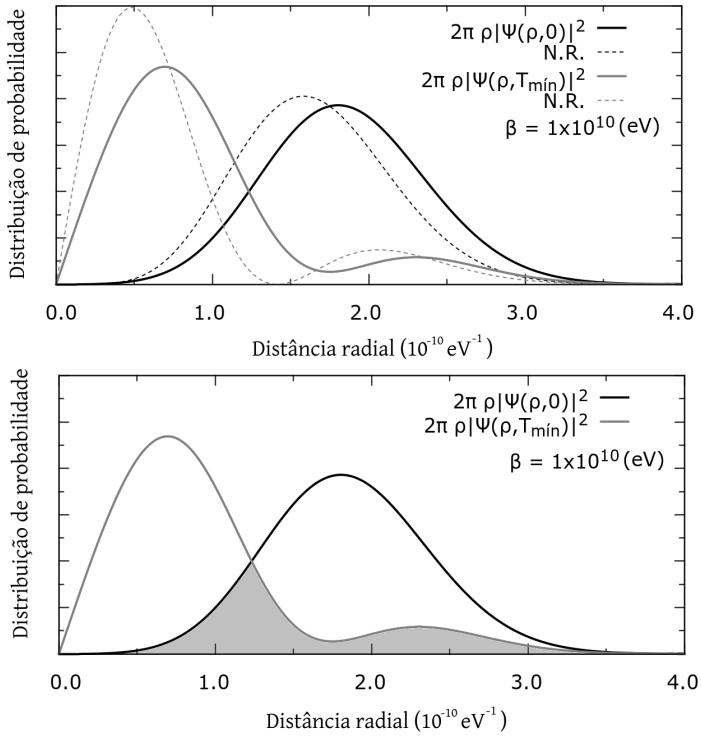 Distribuição de probabilidade
2π ρ|Ψ(ρ,0)|²
N.R.
2π ρ|Ψ(ρ,Tmín)|²
N.R.
β = 1x10¹⁰ (eV)
0.0 1.0 2.0 3.0 4.0
Distância radial (10⁻¹⁰ eV⁻¹)
Distribuição de probabilidade
2π ρ|Ψ(ρ,0)|²
2π ρ|Ψ(ρ,Tmín)|²
β = 1x10¹⁰ (eV)
0.0 1.0 2.0 3.0 4.0
Distância radial (10⁻¹⁰ eV⁻¹)